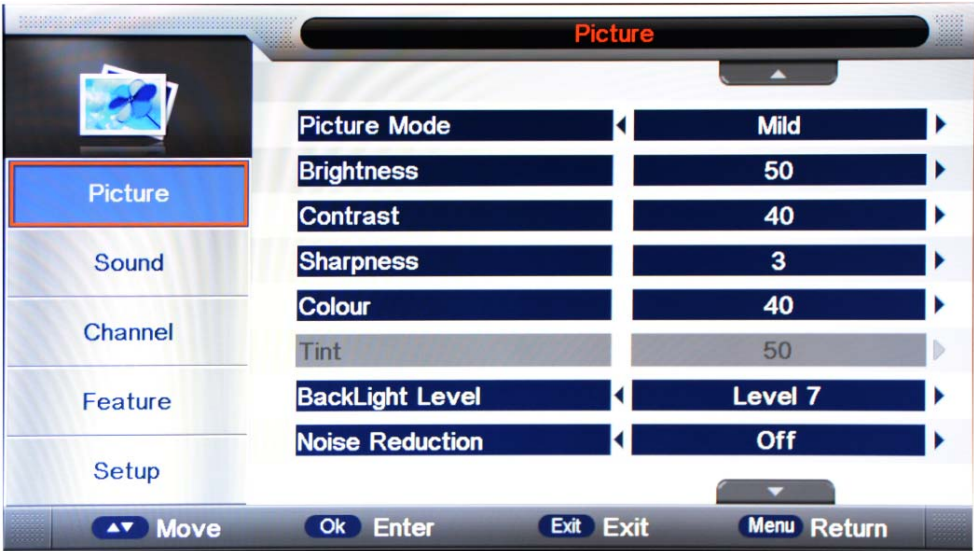 Picture
Picture Mode Mild
Picture
Brightness 50
Contrast 40
Sound
Sharpness 3
Colour 40
Channel
Tint 50
Feature
BackLight Level Level 7
Noise Reduction Off
Setup
Move Ok Enter Exit Exit Menu Return